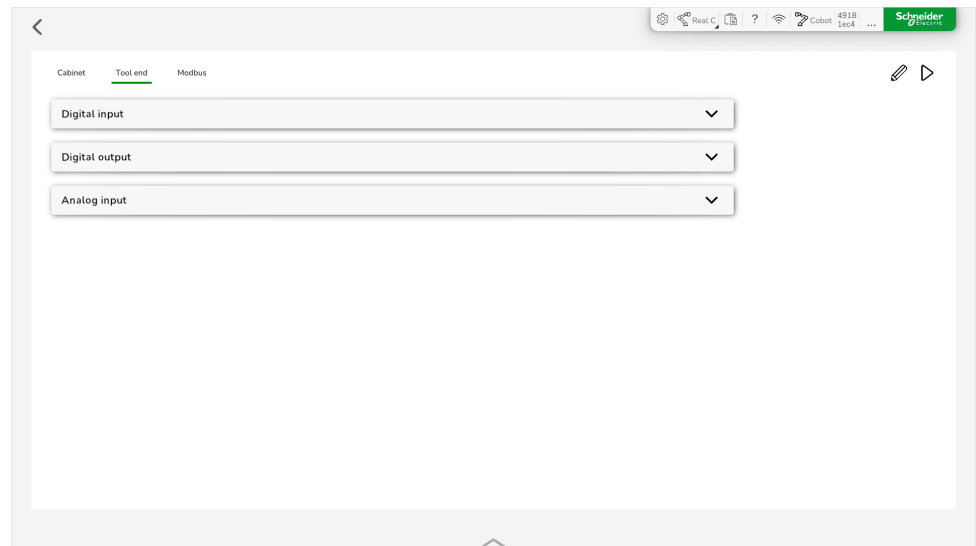 Real C
?
Cobot
4918
1ec4
...
Schneider
Electric
Cabinet
Tool end
Modbus
Digital input
Digital output
Analog input